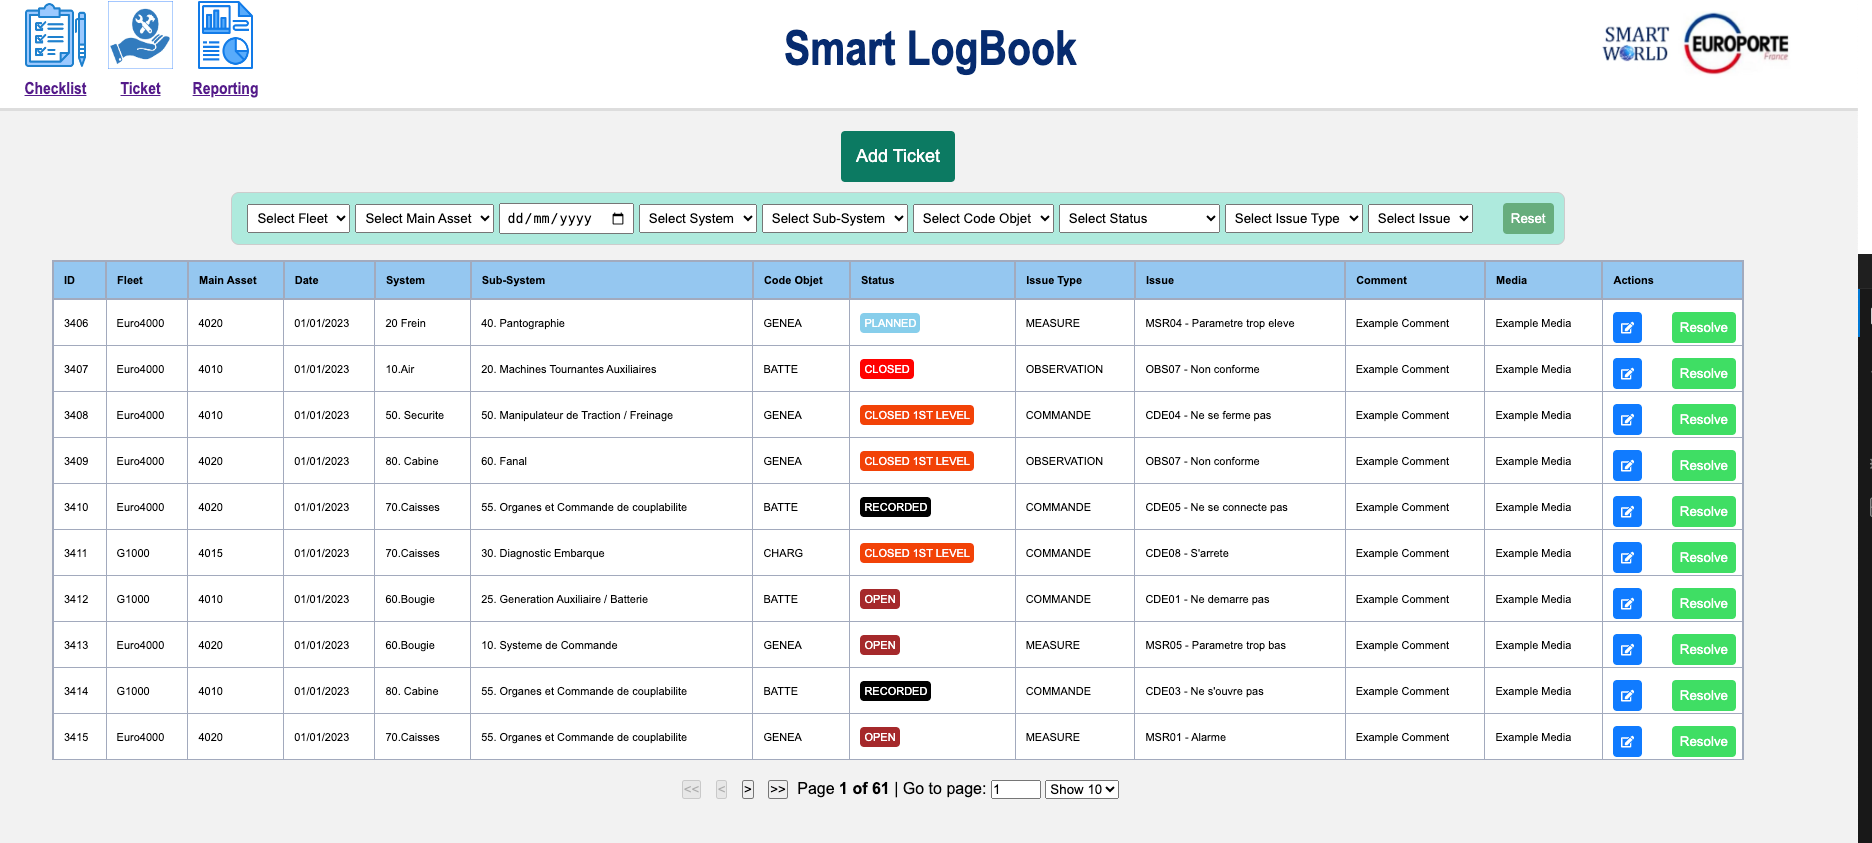 Checklist Ticket Reporting
Smart LogBook
SMART WORLD
EUROPORTE
France
Add Ticket
Select Fleet Select Main Asset dd/mm/yyyy Select System Select Sub-System Select Code Objet Select Status Select Issue Type Select Issue Reset
ID Fleet Main Asset Date System Sub-System Code Objet Status Issue Type Issue Comment Media Actions
3406 Euro4000 4020 01/01/2023 20 Frein 40. Pantographie GENEA PLANNED MEASURE MSR04 - Parametre trop eleve Example Comment Example Media Resolve
3407 Euro4000 4010 01/01/2023 10.Air 20. Machines Tournantes Auxiliaires BATTE CLOSED OBSERVATION OBS07 - Non conforme Example Comment Example Media Resolve
3408 Euro4000 4010 01/01/2023 50. Securite 50. Manipulateur de Traction / Freinage GENEA CLOSED 1ST LEVEL COMMANDE CDE04 - Ne se ferme pas Example Comment Example Media Resolve
3409 Euro4000 4020 01/01/2023 80. Cabine 60. Fanal GENEA CLOSED 1ST LEVEL OBSERVATION OBS07 - Non conforme Example Comment Example Media Resolve
3410 Euro4000 4020 01/01/2023 70.Caisses 55. Organes et Commande de couplabilite BATTE RECORDED COMMANDE CDE05 - Ne se connecte pas Example Comment Example Media Resolve
3411 G1000 4015 01/01/2023 70.Caisses 30. Diagnostic Embarque CHARG CLOSED 1ST LEVEL COMMANDE CDE08 - S'arrete Example Comment Example Media Resolve
3412 G1000 4010 01/01/2023 60.Bougie 25. Generation Auxiliaire / Batterie BATTE OPEN COMMANDE CDE01 - Ne demarre pas Example Comment Example Media Resolve
3413 Euro4000 4020 01/01/2023 60.Bougie 10. Systeme de Commande GENEA OPEN MEASURE MSR05 - Parametre trop bas Example Comment Example Media Resolve
3414 G1000 4010 01/01/2023 80. Cabine 55. Organes et Commande de couplabilite BATTE RECORDED COMMANDE CDE03 - Ne s'ouvre pas Example Comment Example Media Resolve
3415 Euro4000 4020 01/01/2023 70.Caisses 55. Organes et Commande de couplabilite GENEA OPEN MEASURE MSR01 - Alarme Example Comment Example Media Resolve
<< < > >> Page 1 of 61 | Go to page: 1 Show 10